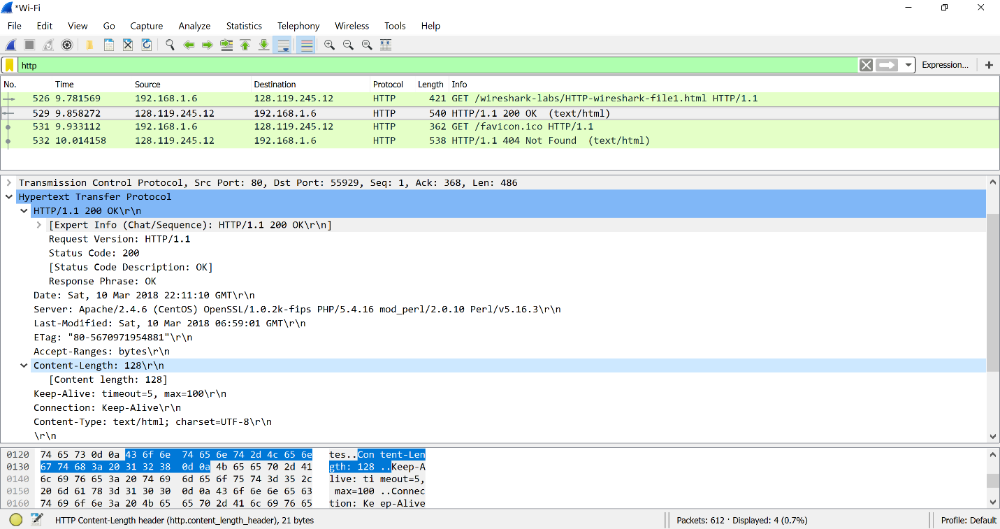 *Wi-Fi
File Edit View Go Capture Analyze Statistics Telephony Wireless Tools Help
http Expression... +
No. Time Source Destination Protocol Length Info
526 9.781569 192.168.1.6 128.119.245.12 HTTP 421 GET /wireshark-labs/HTTP-wireshark-file1.html HTTP/1.1
529 9.858272 128.119.245.12 192.168.1.6 HTTP 540 HTTP/1.1 200 OK (text/html)
531 9.933112 192.168.1.6 128.119.245.12 HTTP 362 GET /favicon.ico HTTP/1.1
532 10.014158 128.119.245.12 192.168.1.6 HTTP 538 HTTP/1.1 404 Not Found (text/html)
Transmission Control Protocol, Src Port: 80, Dst Port: 55929, Seq: 1, Ack: 368, Len: 486
Hypertext Transfer Protocol
HTTP/1.1 200 OK\r\n
[Expert Info (Chat/Sequence): HTTP/1.1 200 OK\r\n]
Request Version: HTTP/1.1
Status Code: 200
[Status Code Description: OK]
Response Phrase: OK
Date: Sat, 10 Mar 2018 22:11:10 GMT\r\n
Server: Apache/2.4.6 (CentOS) OpenSSL/1.0.2k-fips PHP/5.4.16 mod_perl/2.0.10 Perl/v5.16.3\r\n
Last-Modified: Sat, 10 Mar 2018 06:59:01 GMT\r\n
ETag: "80-5670971954881"\r\n
Accept-Ranges: bytes\r\n
Content-Length: 128\r\n
[Content length: 128]
Keep-Alive: timeout=5, max=100\r\n
Connection: Keep-Alive\r\n
Content-Type: text/html; charset=UTF-8\r\n
\r\n
0120 74 65 73 0d 0a 43 6f 6e 74 65 6e 74 2d 4c 65 6e tes..Con tent-Len
0130 67 74 68 3a 20 31 32 38 0d 0a 4b 65 65 70 2d 41 gth: 128 ..Keep-A
0140 6c 69 76 65 3a 20 74 69 6d 65 6f 75 74 3d 35 2c live: ti meout=5,
0150 20 6d 61 78 3d 31 30 30 0d 0a 43 6f 6e 6e 65 63 max=100 ..Connec
0160 74 69 6f 6e 3a 20 4b 65 65 70 2d 41 6c 69 76 65 tion: Ke ep-Alive
HTTP Content-Length header (http.content_length_header), 21 bytes Packets: 612 · Displayed: 4 (0.7%) Profile: Default